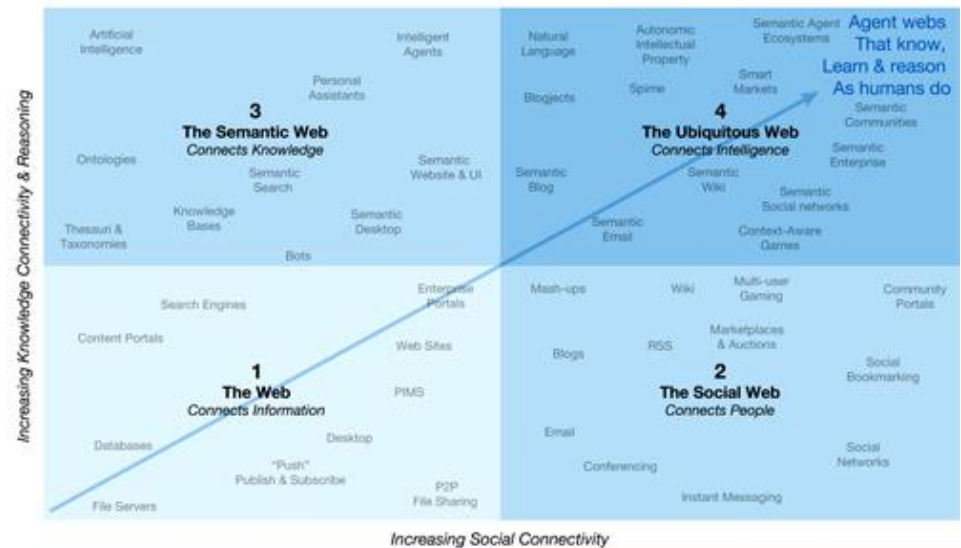 Artificial
Intelligence
Intelligent
Agents
Personal
Assistants
3
The Semantic Web
Connects Knowledge
Ontologies
Semantic
Search
Semantic
Website & UI
Knowledge
Bases
Semantic
Desktop
Thesauri &
Taxonomies
Bots
Natural
Language
Autonomic
Intellectual
Property
Semantic Agent
Ecosystems
Agent webs
That know,
Learn & reason
As humans do
Blogjects
Spime
Smart
Markets
4
The Ubiquitous Web
Connects Intelligence
Semantic
Communities
Semantic
Enterprise
Semantic
Blog
Semantic
Wiki
Semantic
Social networks
Semantic
Email
Context-Aware
Games
Search Engines
Enterprise
Portals
Content Portals
Web Sites
1
The Web
Connects Information
PIMS
Databases
Desktop
"Push"
Publish & Subscribe
File Servers
P2P
File Sharing
Mash-ups
Wiki
Multi-user
Gaming
Community
Portals
Blogs
RSS
Marketplaces
& Auctions
2
The Social Web
Connects People
Social
Bookmarking
Email
Conferencing
Social
Networks
Instant Messaging
Increasing Knowledge Connectivity & Reasoning
Increasing Social Connectivity